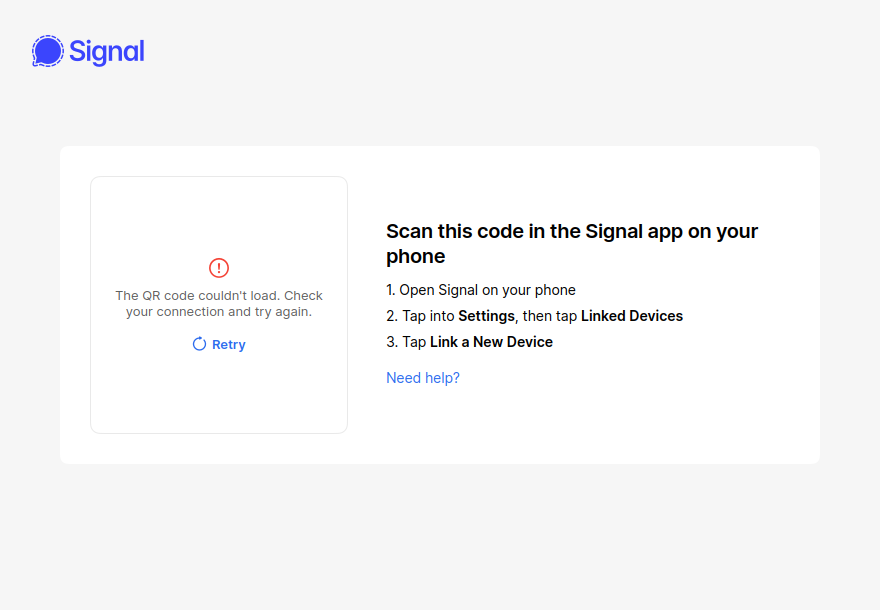 Signal
The QR code couldn't load. Check
your connection and try again.
Retry
Scan this code in the Signal app on your
phone
1. Open Signal on your phone
2. Tap into Settings, then tap Linked Devices
3. Tap Link a New Device
Need help?